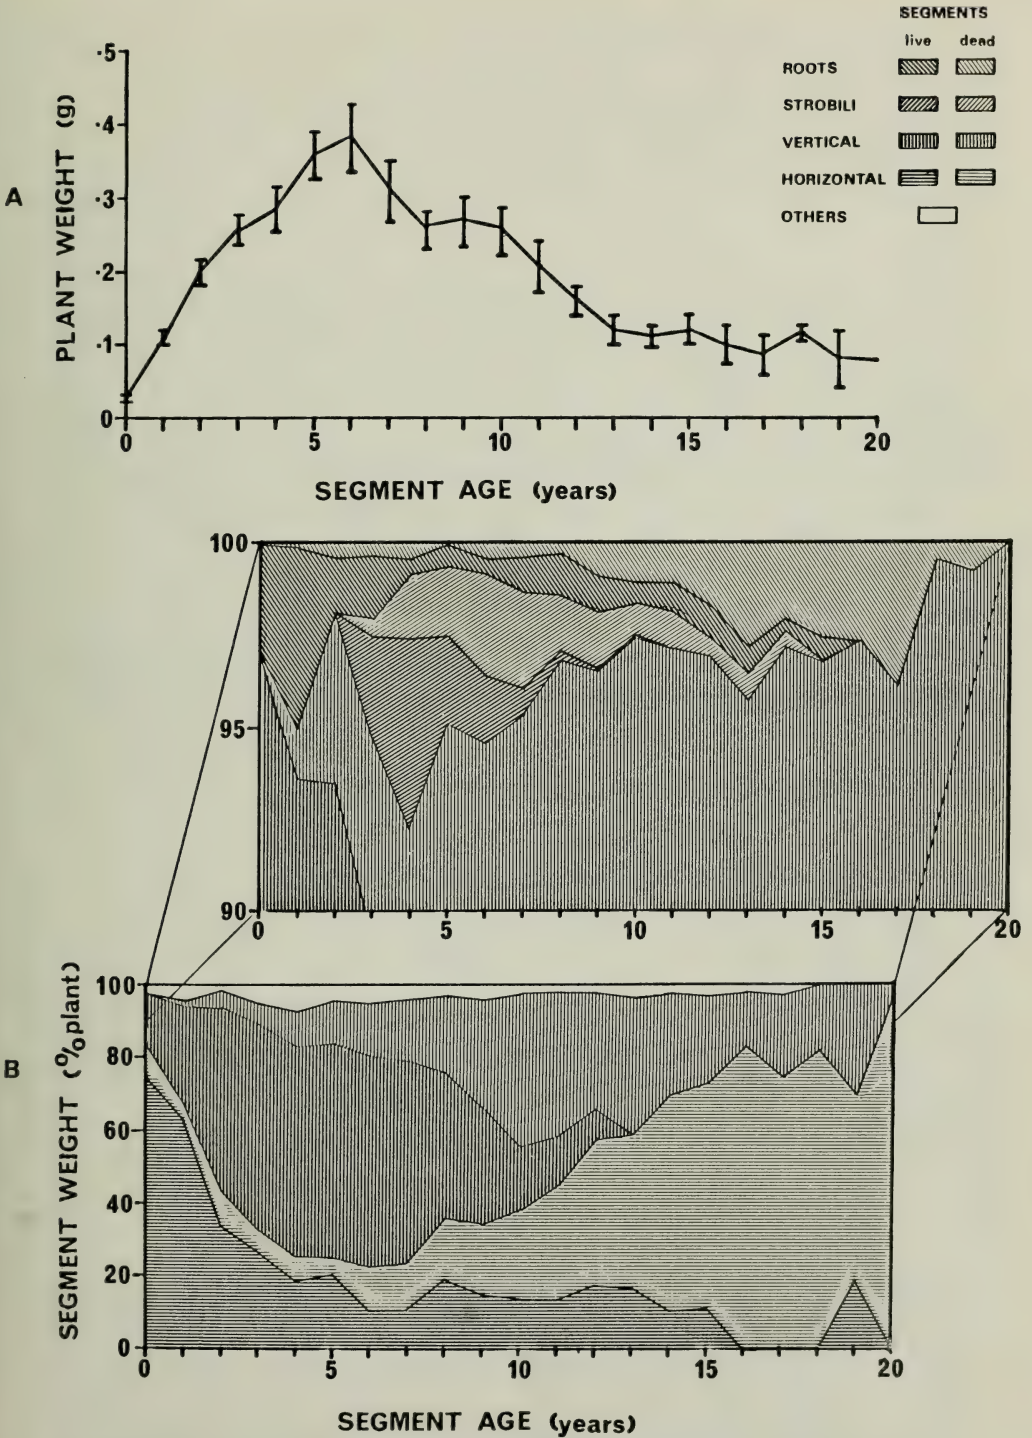 SEGMENTS
live dead
ROOTS
STROBILI
VERTICAL
HORIZONTAL
OTHERS
A
PLANT WEIGHT (g)
·5
·4
·3
·2
·1
0
0 5 10 15 20
SEGMENT AGE (years)
100
95
90
0 5 10 15 20
B
SEGMENT WEIGHT (%plant)
100
80
60
40
20
0
0 5 10 15 20
SEGMENT AGE (years)